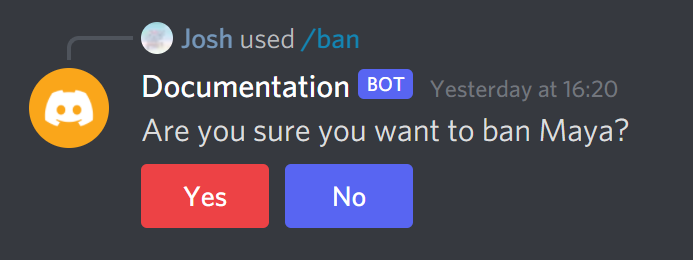 Josh used /ban
Documentation BOT Yesterday at 16:20
Are you sure you want to ban Maya?
Yes No